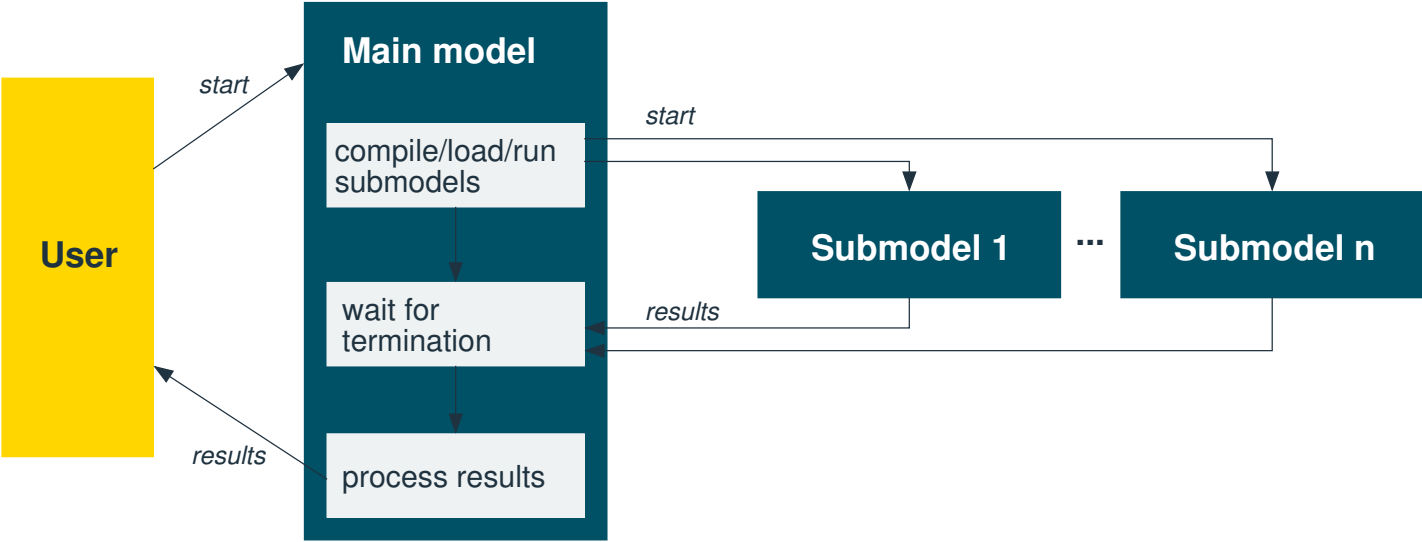 Main model
start
compile/load/run
submodels
start
User
Submodel 1
...
Submodel n
wait for
termination
results
results
process results